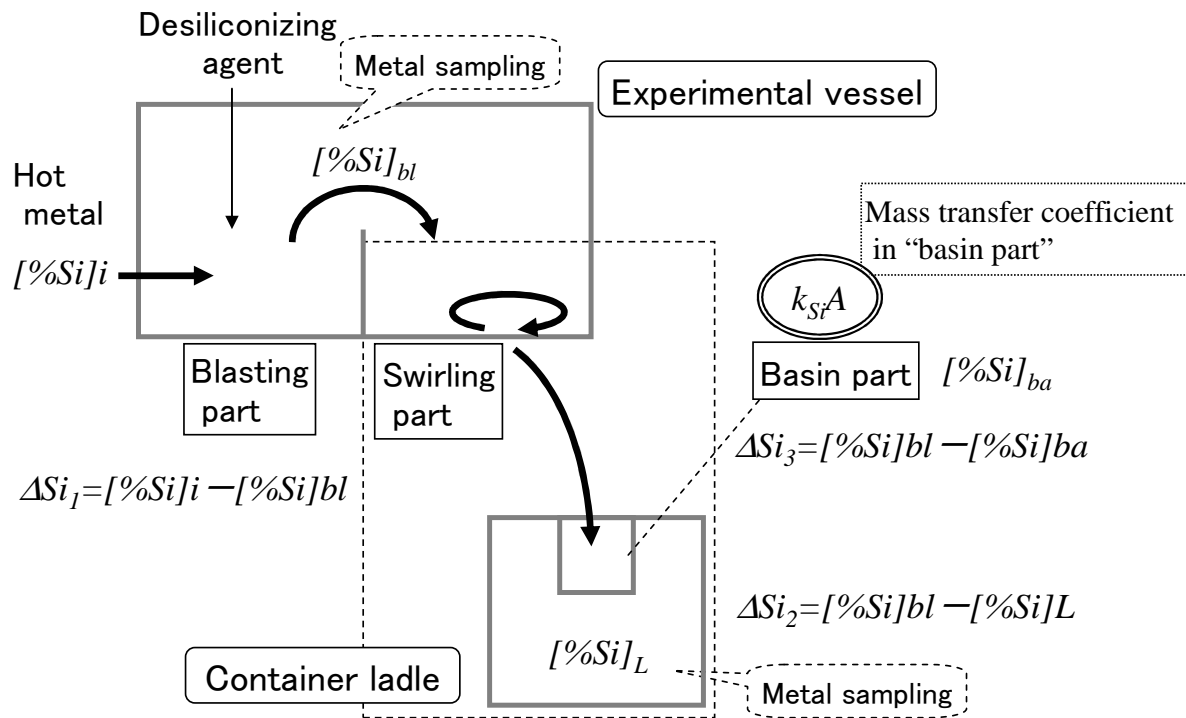 Desiliconizing
agent
Metal sampling
Experimental vessel
[%Si]bl
Hot
metal
[%Si]i
Mass transfer coefficient
in “basin part”
kSiA
Blasting
part
Swirling
part
Basin part
[%Si]ba
ΔSi3=[%Si]bl－[%Si]ba
ΔSi1=[%Si]i－[%Si]bl
ΔSi2=[%Si]bl－[%Si]L
[%Si]L
Container ladle
Metal sampling